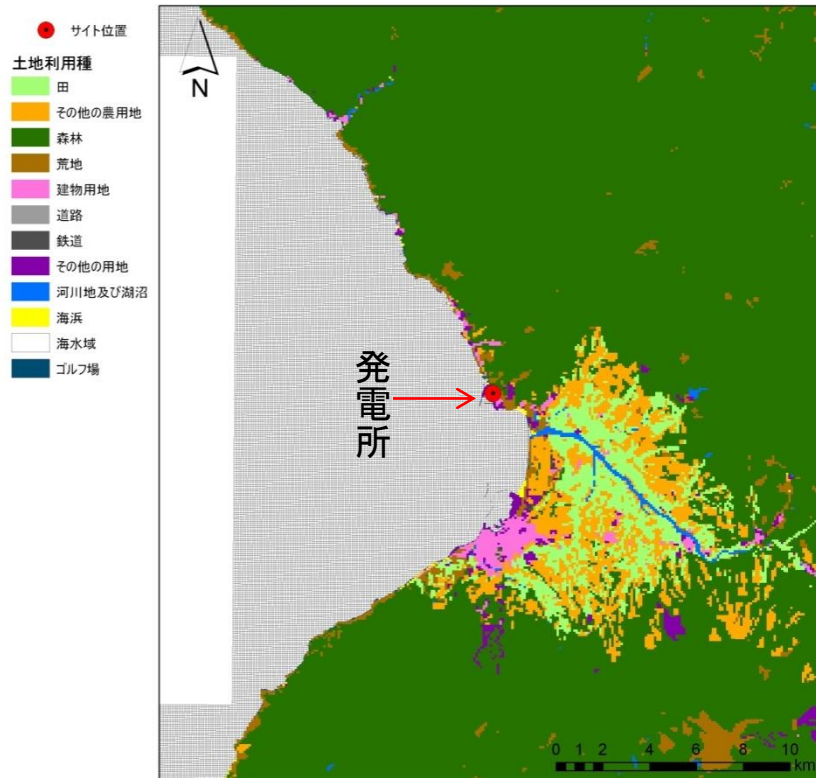 サイト位置
土地利用種
田
その他の農用地
森林
荒地
建物用地
道路
鉄道
その他の用地
河川地及び湖沼
海浜
海水域
ゴルフ場
N
発電所
0 1 2 4 6 8 10
km